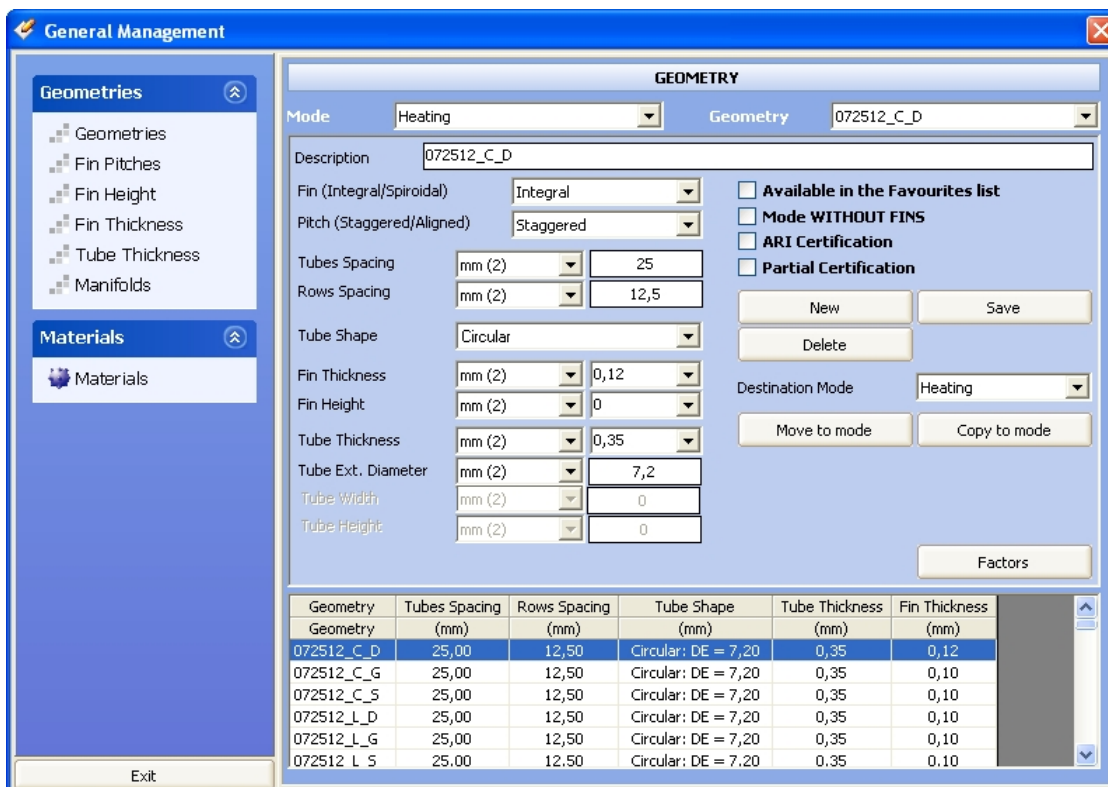 General Management
Geometries
Geometries
Fin Pitches
Fin Height
Fin Thickness
Tube Thickness
Manifolds
Materials
Materials
Exit
GEOMETRY
Mode Heating Geometry 072512_C_D
Description 072512_C_D
Fin (Integral/Spiroidal) Integral
Pitch (Staggered/Aligned) Staggered
Tubes Spacing mm (2) 25
Rows Spacing mm (2) 12,5
Tube Shape Circular
Fin Thickness mm (2) 0,12
Fin Height mm (2) 0
Tube Thickness mm (2) 0,35
Tube Ext. Diameter mm (2) 7,2
Tube Width mm (2) 0
Tube Height mm (2) 0
Available in the Favourites list
Mode WITHOUT FINS
ARI Certification
Partial Certification
New Save
Delete
Destination Mode Heating
Move to mode Copy to mode
Factors
Geometry Tubes Spacing Rows Spacing Tube Shape Tube Thickness Fin Thickness
Geometry (mm) (mm) (mm) (mm) (mm)
072512_C_D 25,00 12,50 Circular: DE = 7,20 0,35 0,12
072512_C_G 25,00 12,50 Circular: DE = 7,20 0,35 0,10
072512_C_S 25,00 12,50 Circular: DE = 7,20 0,35 0,10
072512_L_D 25,00 12,50 Circular: DE = 7,20 0,35 0,10
072512_L_G 25,00 12,50 Circular: DE = 7,20 0,35 0,10
072512_L_S 25,00 12,50 Circular: DE = 7,20 0,35 0,10